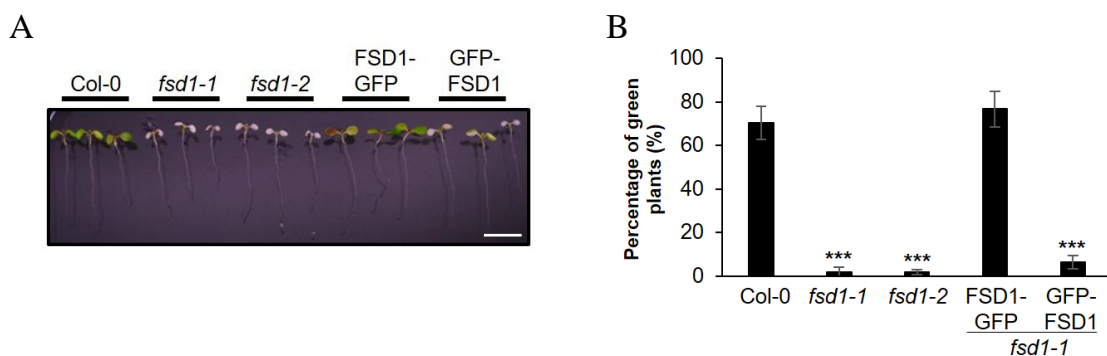 A
Col-0
fsd1-1
fsd1-2
FSD1-
GFP
GFP-
FSD1
B
Percentage of green
plants (%)
100
80
60
40
20
0
***
***
***
Col-0
fsd1-1
fsd1-2
FSD1-
GFP
GFP-
FSD1
fsd1-1